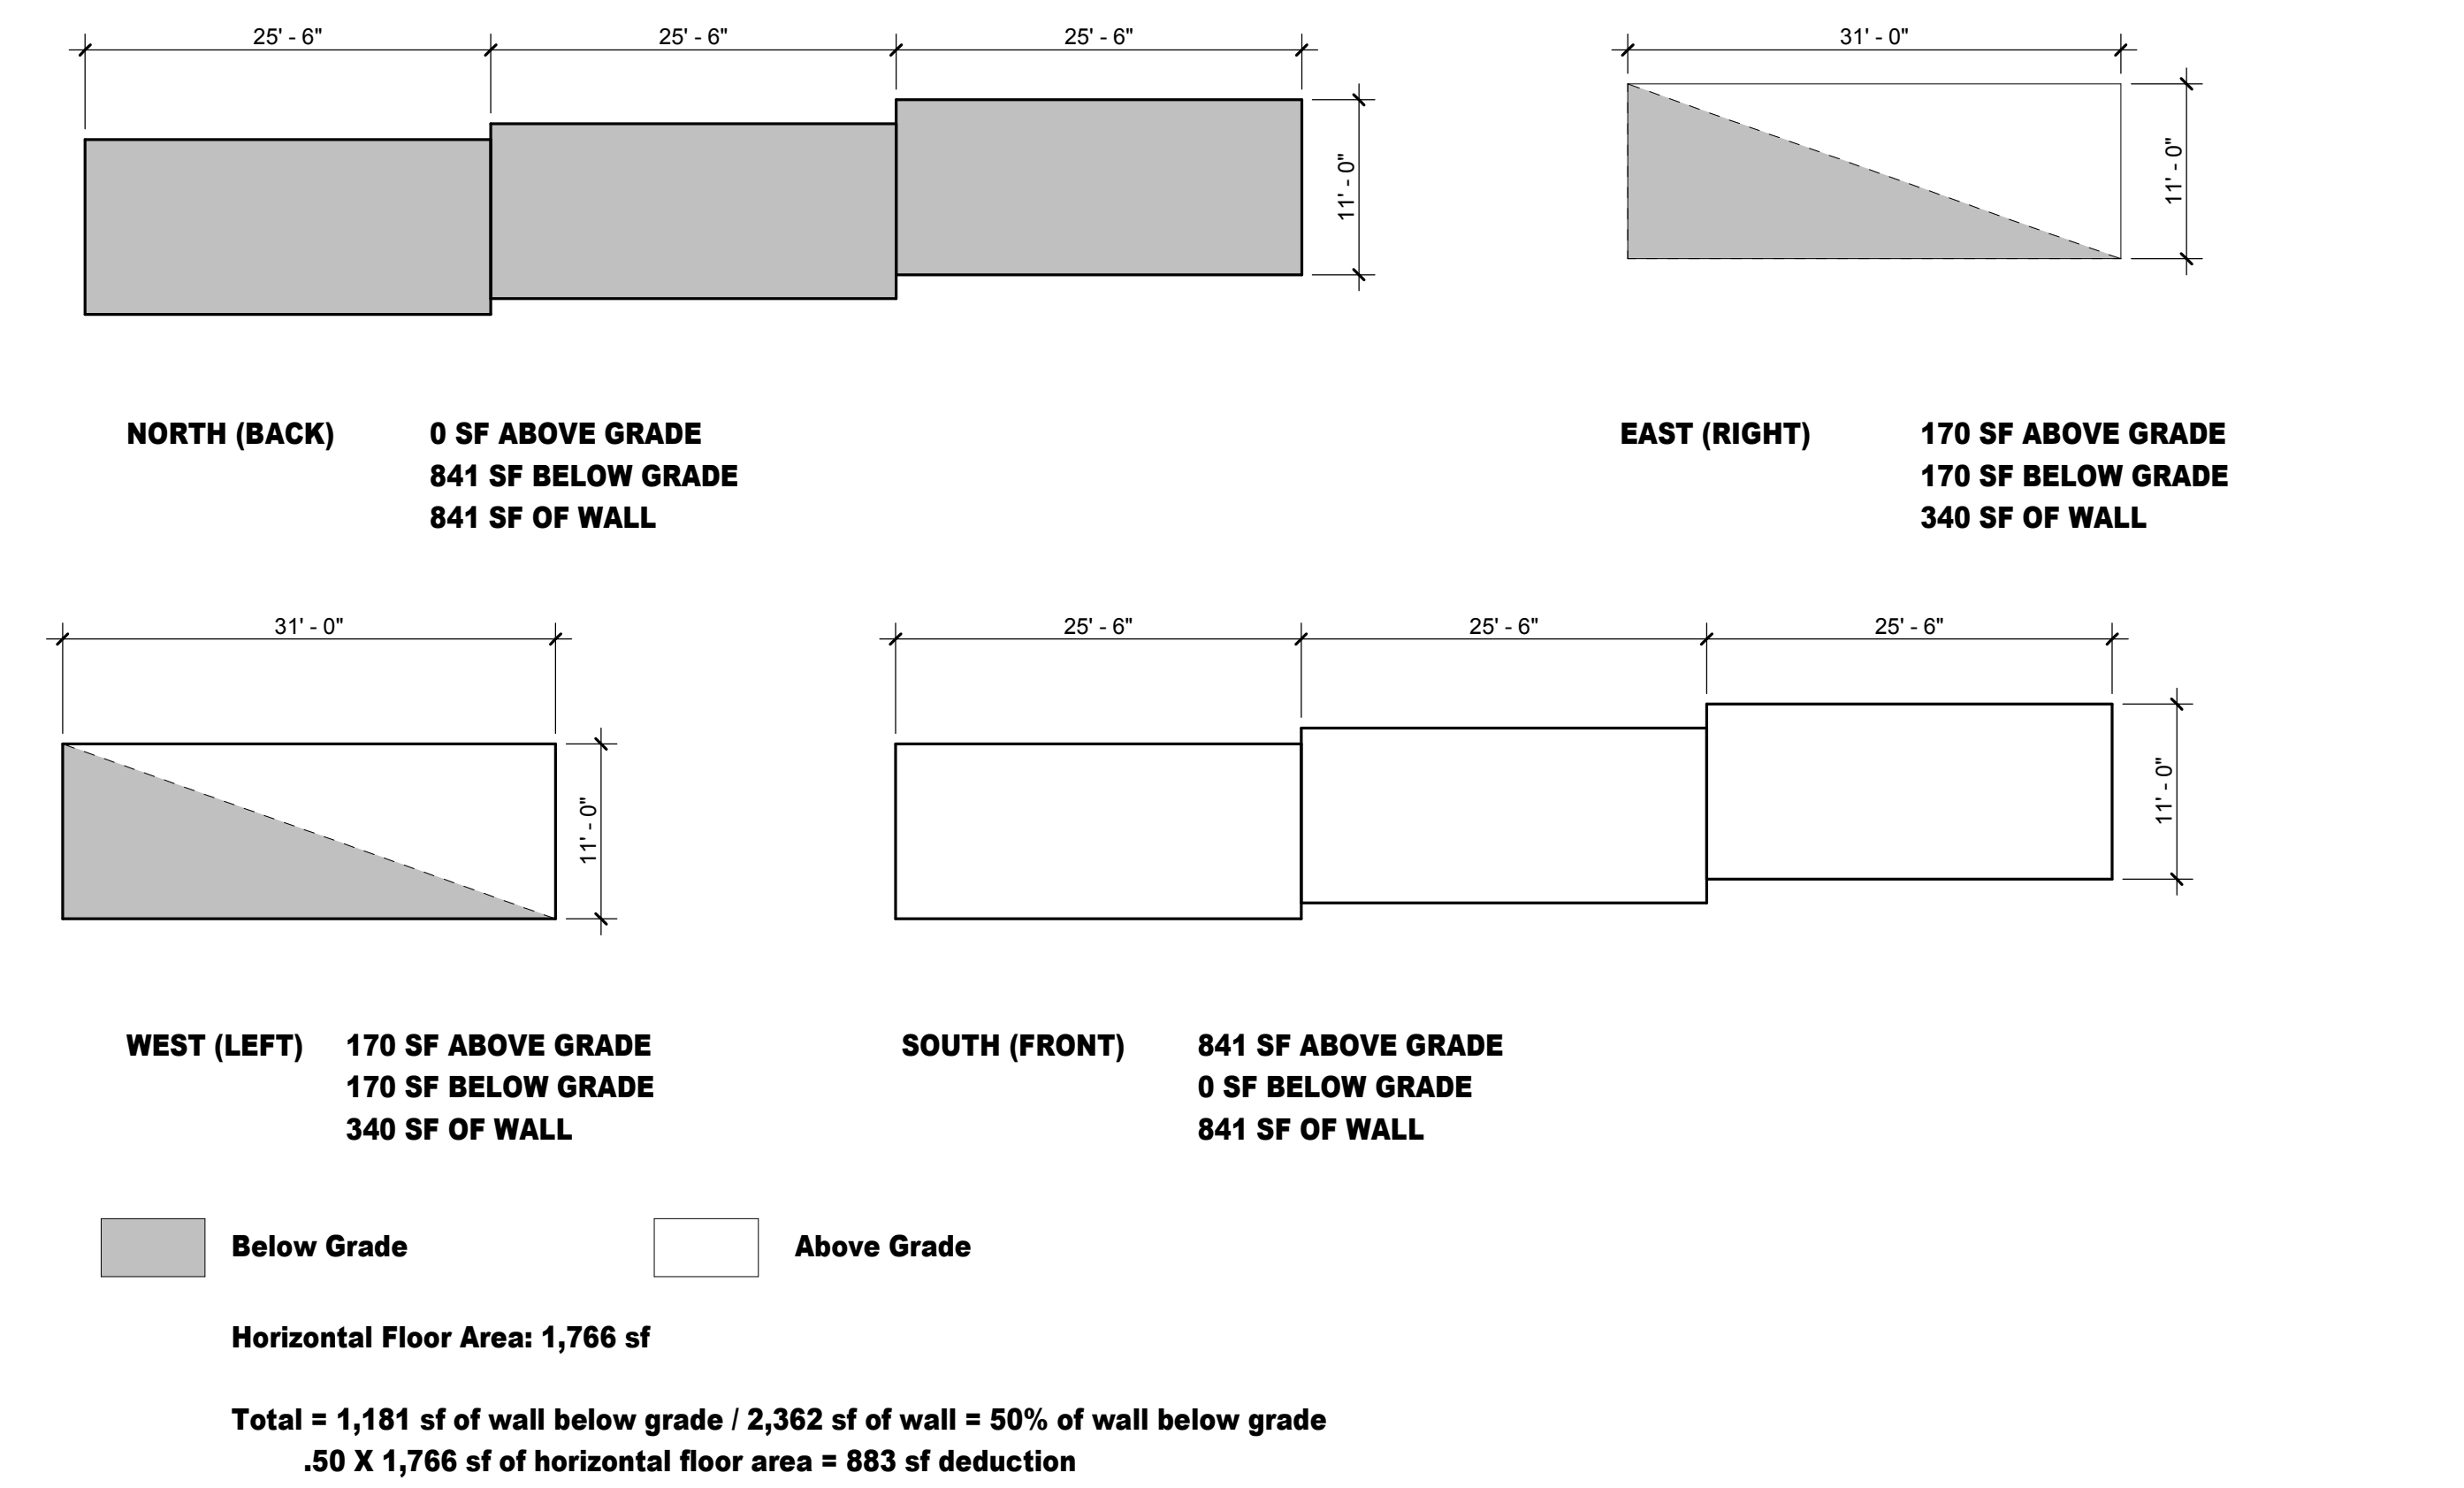 25' - 6"
25' - 6"
25' - 6"
11' - 0"
31' - 0"
11' - 0"
NORTH (BACK)
0 SF ABOVE GRADE
841 SF BELOW GRADE
841 SF OF WALL
EAST (RIGHT)
170 SF ABOVE GRADE
170 SF BELOW GRADE
340 SF OF WALL
31' - 0"
11' - 0"
25' - 6"
25' - 6"
25' - 6"
11' - 0"
WEST (LEFT)
170 SF ABOVE GRADE
170 SF BELOW GRADE
340 SF OF WALL
SOUTH (FRONT)
841 SF ABOVE GRADE
0 SF BELOW GRADE
841 SF OF WALL
Below Grade
Above Grade
Horizontal Floor Area: 1,766 sf
Total = 1,181 sf of wall below grade / 2,362 sf of wall = 50% of wall below grade
.50 X 1,766 sf of horizontal floor area = 883 sf deduction